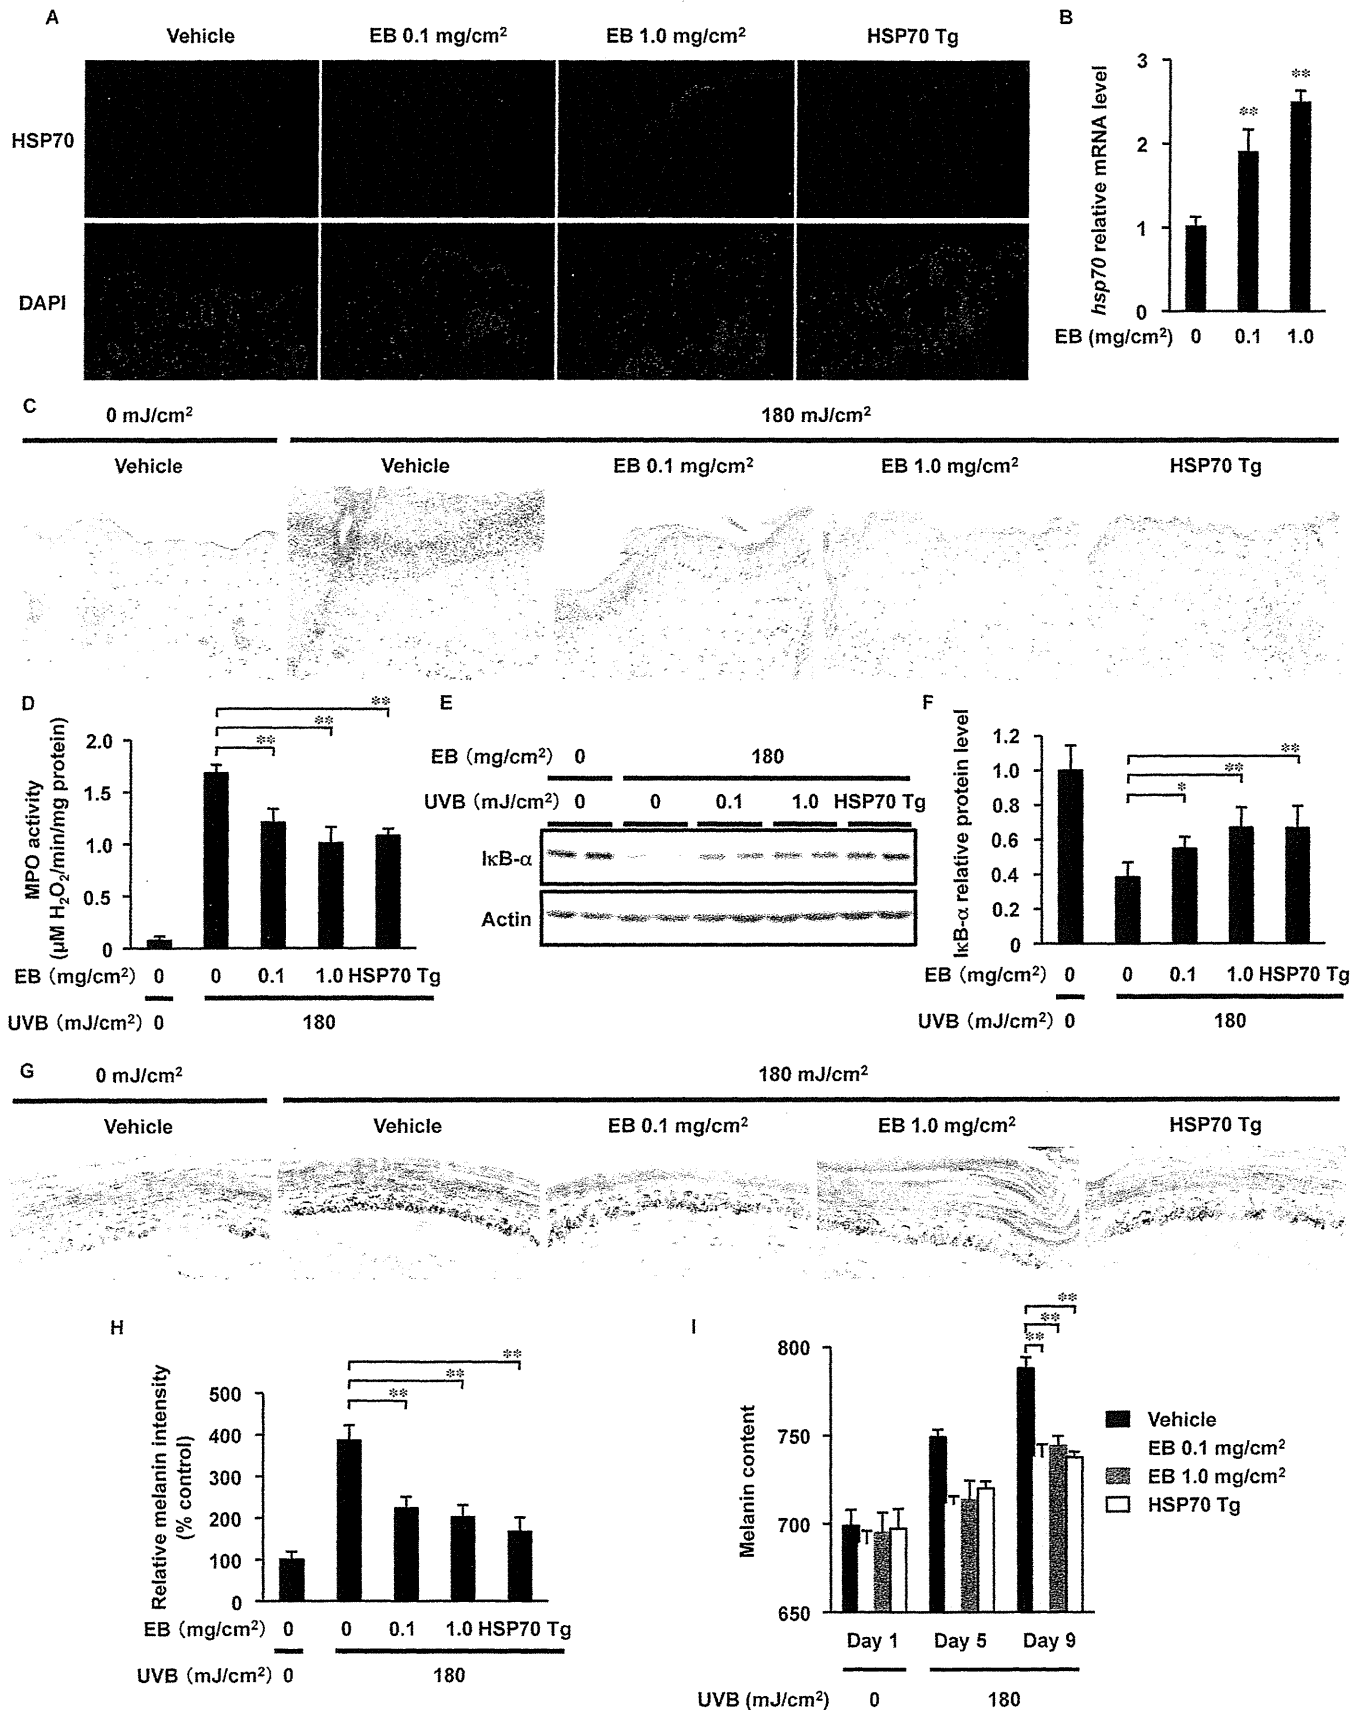 A
Vehicle EB 0.1 mg/cm² EB 1.0 mg/cm² HSP70 Tg
HSP70
DAPI
B
hsp70 relative mRNA level
3
**
**
2
1
0
EB (mg/cm²) 0 0.1 1.0
C
0 mJ/cm² 180 mJ/cm²
Vehicle Vehicle EB 0.1 mg/cm² EB 1.0 mg/cm² HSP70 Tg
D
MPO activity
(μM H₂O₂/min/mg protein)
**
**
**
2.0
1.5
1.0
0.5
0
EB (mg/cm²) 0 0 0.1 1.0 HSP70 Tg
UVB (mJ/cm²) 0 180
E
EB (mg/cm²) 0 180
UVB (mJ/cm²) 0 0 0.1 1.0 HSP70 Tg
IκB-α
Actin
F
IκB-α relative protein level
1.2
1.0
0.8
0.6
0.4
0.2
0
**
**
*
EB (mg/cm²) 0 0 0.1 1.0 HSP70 Tg
UVB (mJ/cm²) 0 180
G
0 mJ/cm² 180 mJ/cm²
Vehicle Vehicle EB 0.1 mg/cm² EB 1.0 mg/cm² HSP70 Tg
H
Relative melanin intensity
(% control)
**
**
**
500
400
300
200
100
0
EB (mg/cm²) 0 0 0.1 1.0 HSP70 Tg
UVB (mJ/cm²) 0 180
I
Melanin content
**
**
**
800
750
700
650
Vehicle
EB 0.1 mg/cm²
EB 1.0 mg/cm²
HSP70 Tg
Day 1 Day 5 Day 9
UVB (mJ/cm²) 0 180